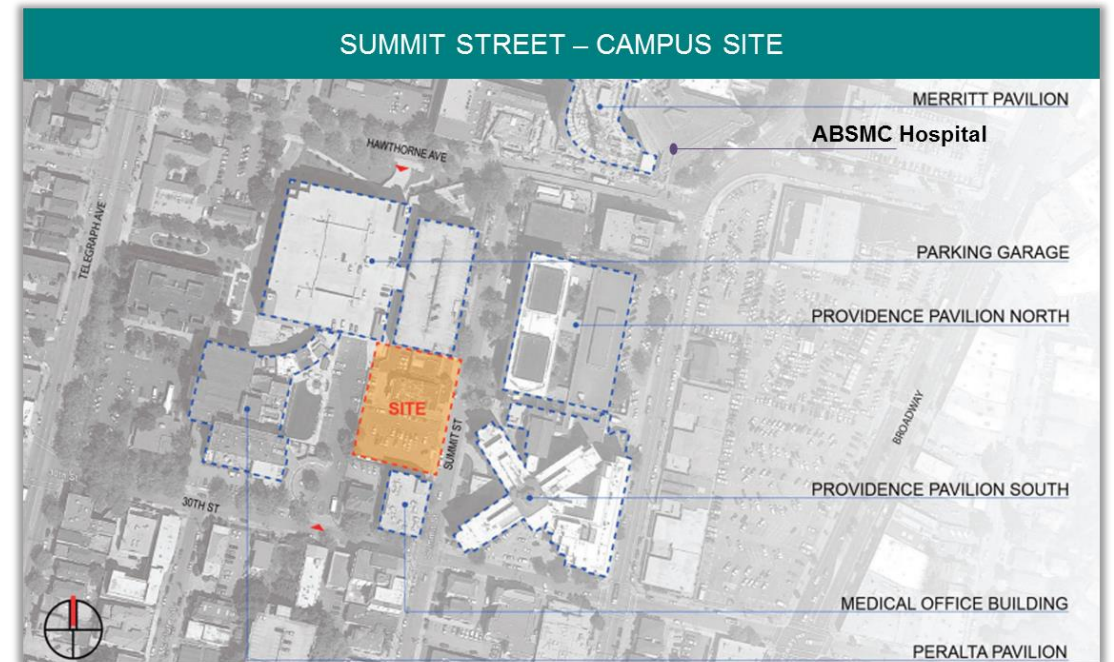 SUMMIT STREET – CAMPUS SITE
MERRITT PAVILION
ABSMC Hospital
HAWTHORNE AVE
TELEGRAPH AVE
PARKING GARAGE
PROVIDENCE PAVILION NORTH
SITE
SUMMIT ST
BROADWAY
PROVIDENCE PAVILION SOUTH
30TH ST
MEDICAL OFFICE BUILDING
PERALTA PAVILION